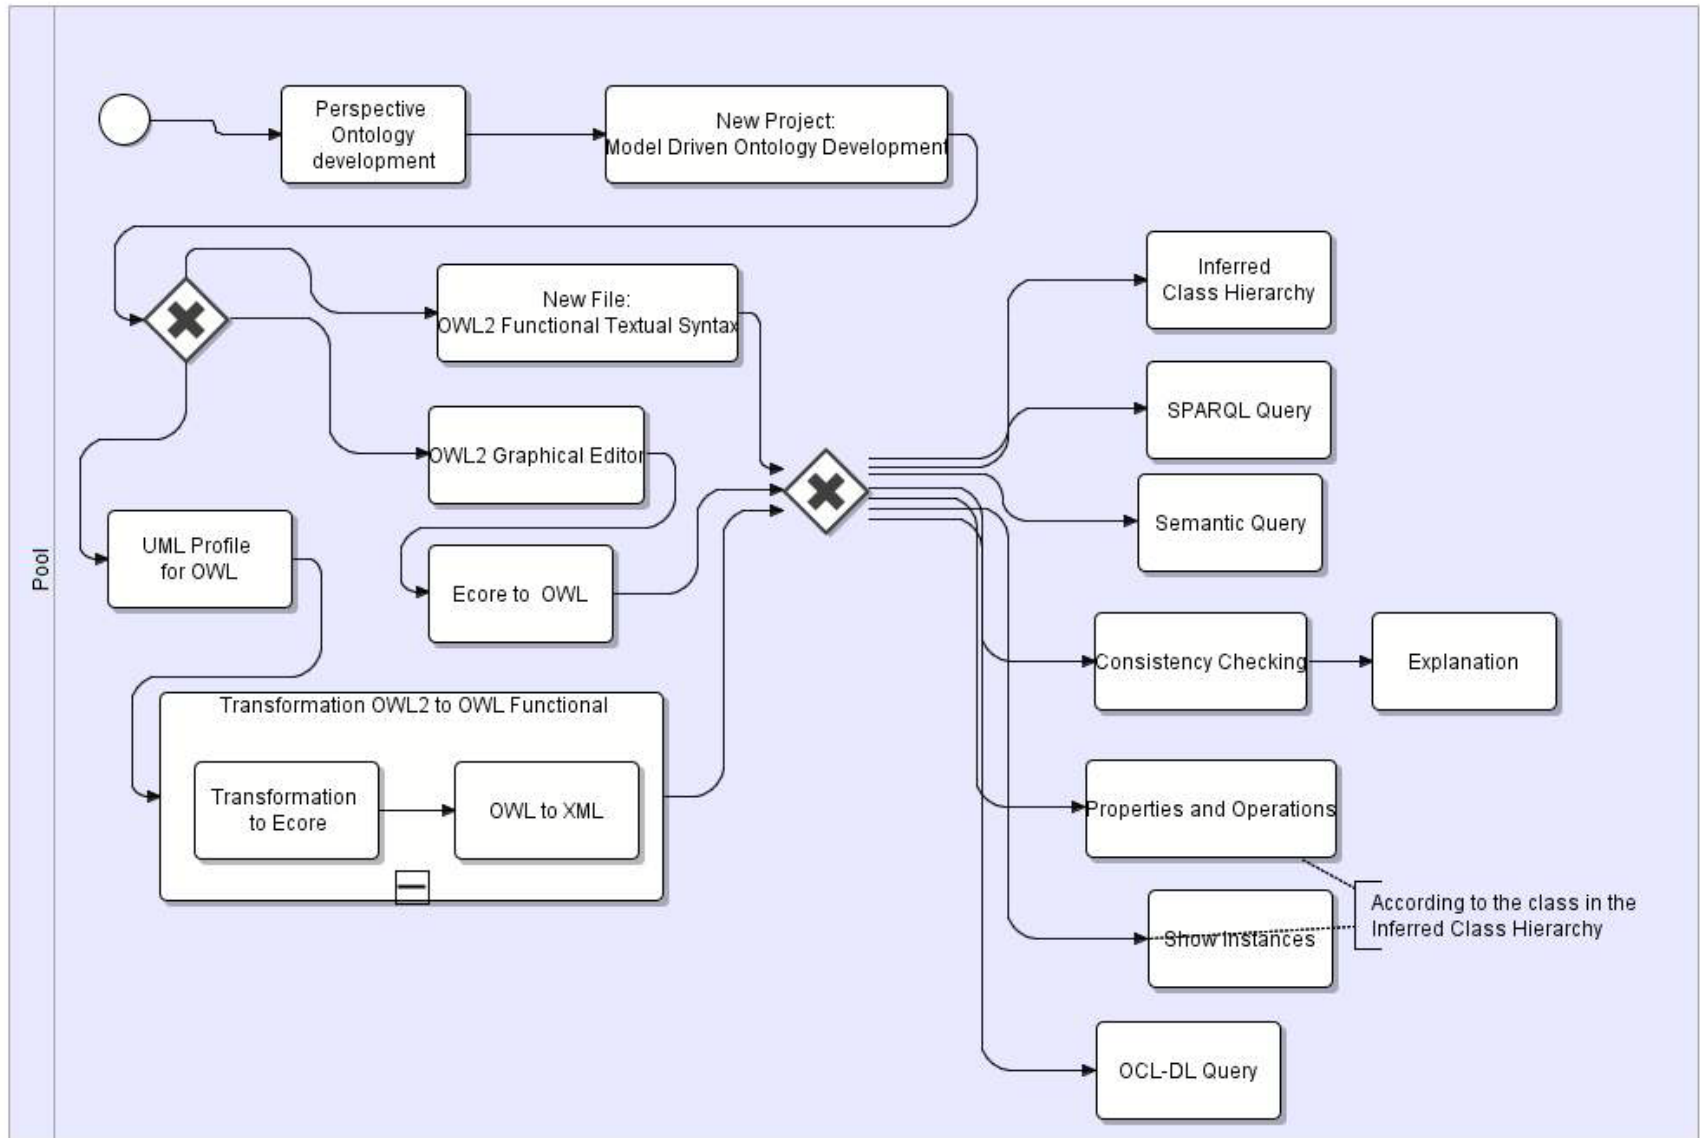 Perspective
Ontology
development
New Project:
Model Driven Ontology Development
New File:
OWL2 Functional Textual Syntax
OWL2 Graphical Editor
UML Profile
for OWL
Ecore to OWL
Transformation OWL2 to OWL Functional
Transformation
to Ecore
OWL to XML
Inferred
Class Hierarchy
SPARQL Query
Semantic Query
Consistency Checking
Explanation
Properties and Operations
According to the class in the
Inferred Class Hierarchy
Show Instances
OCL-DL Query
Pool